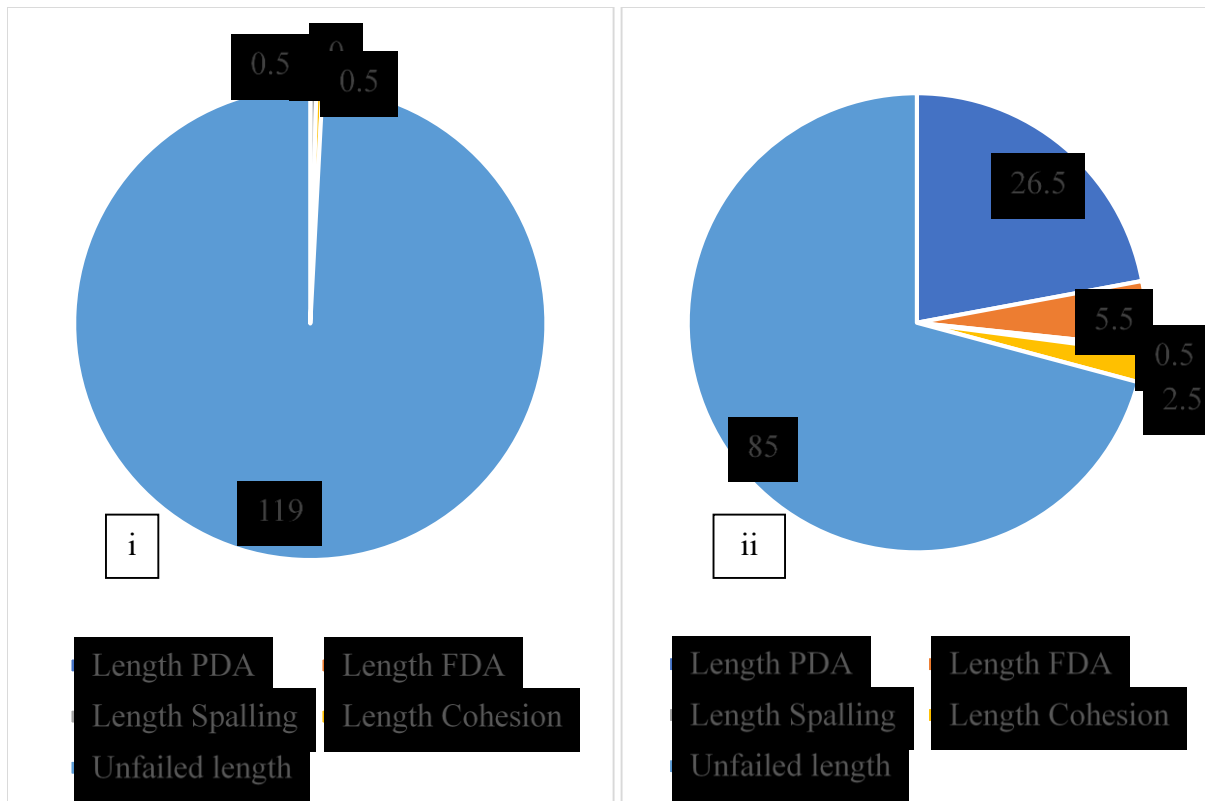 0
0.5
0.5
119
i
Length PDA
Length FDA
Length Spalling
Length Cohesion
Unfailed length
26.5
5.5
0.5
2.5
85
ii
Length PDA
Length FDA
Length Spalling
Length Cohesion
Unfailed length